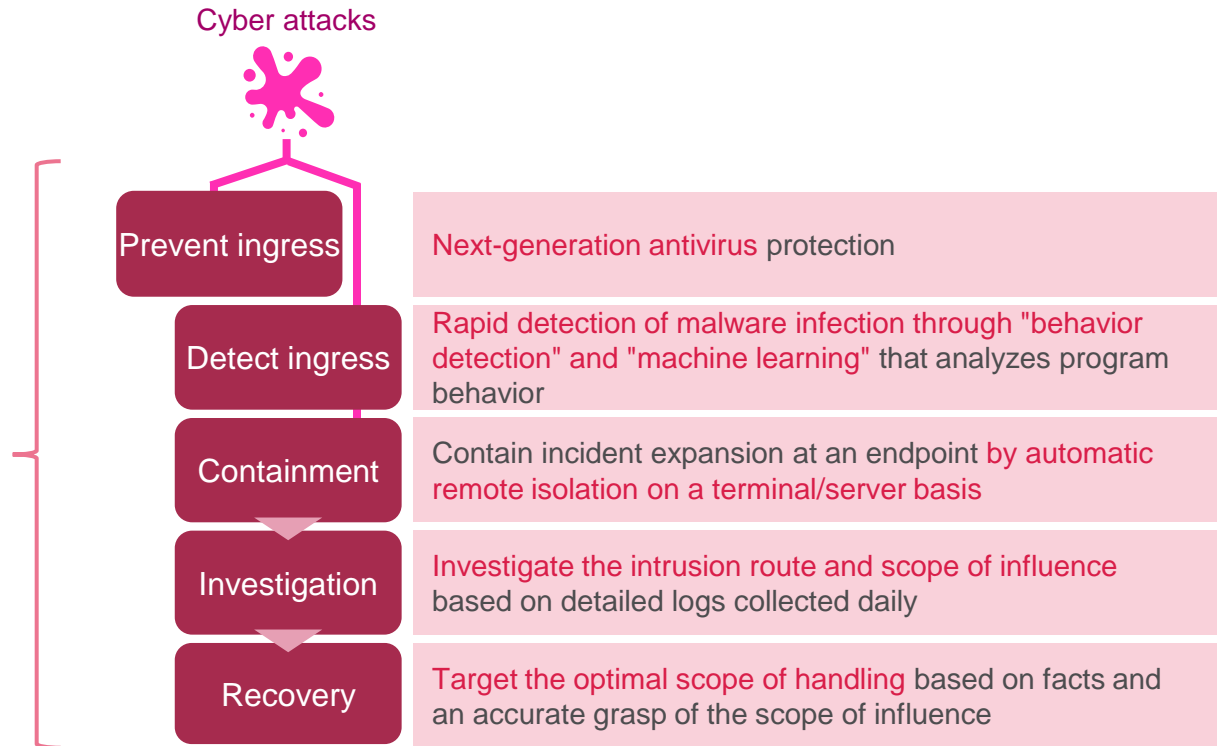 Cyber attacks
Prevent ingress
Next-generation antivirus protection
Detect ingress
Rapid detection of malware infection through "behavior
detection" and "machine learning" that analyzes program
behavior
Containment
Contain incident expansion at an endpoint by automatic
remote isolation on a terminal/server basis
Investigation
Investigate the intrusion route and scope of influence
based on detailed logs collected daily
Recovery
Target the optimal scope of handling based on facts and
an accurate grasp of the scope of influence